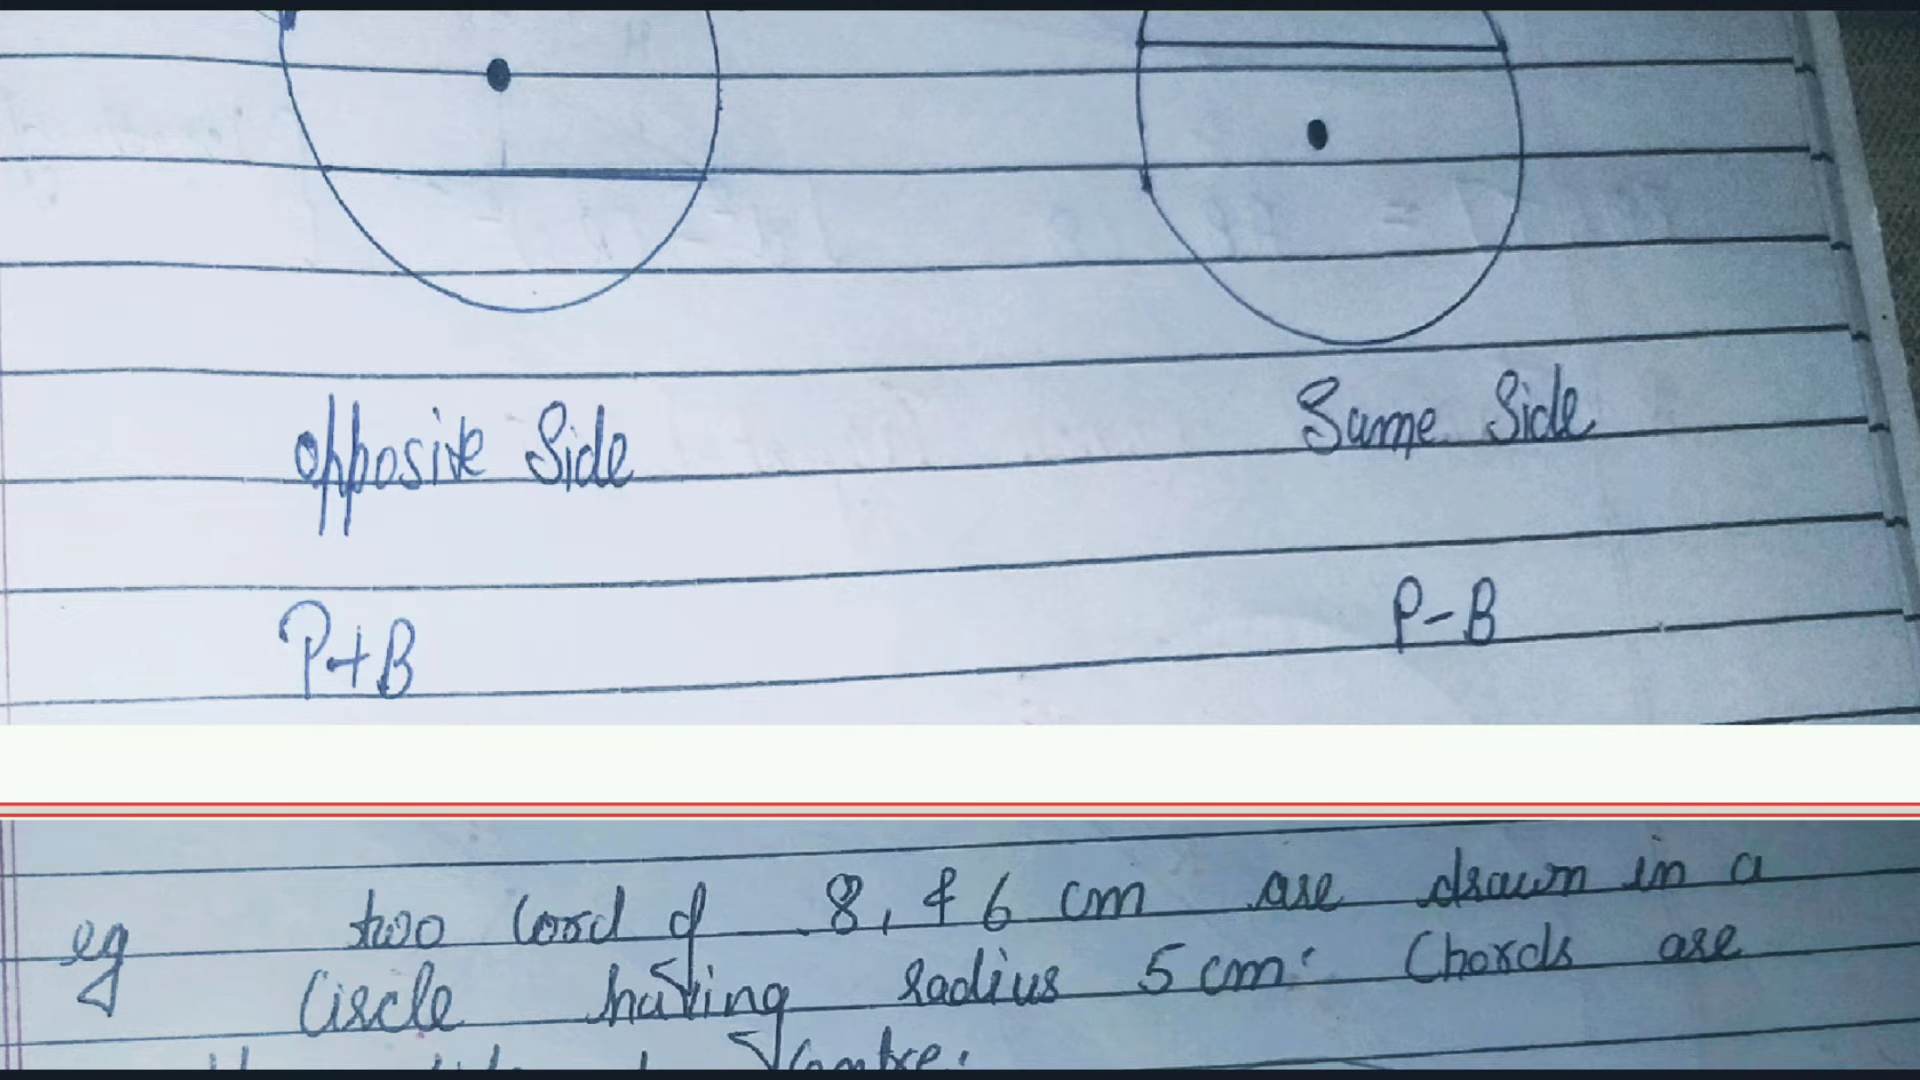 opposite Side
Same Side
P+B
P-B
eg two Cord of 8, & 6 cm are drawn in a
Circle having radius 5 cm. Chords are
Centre.